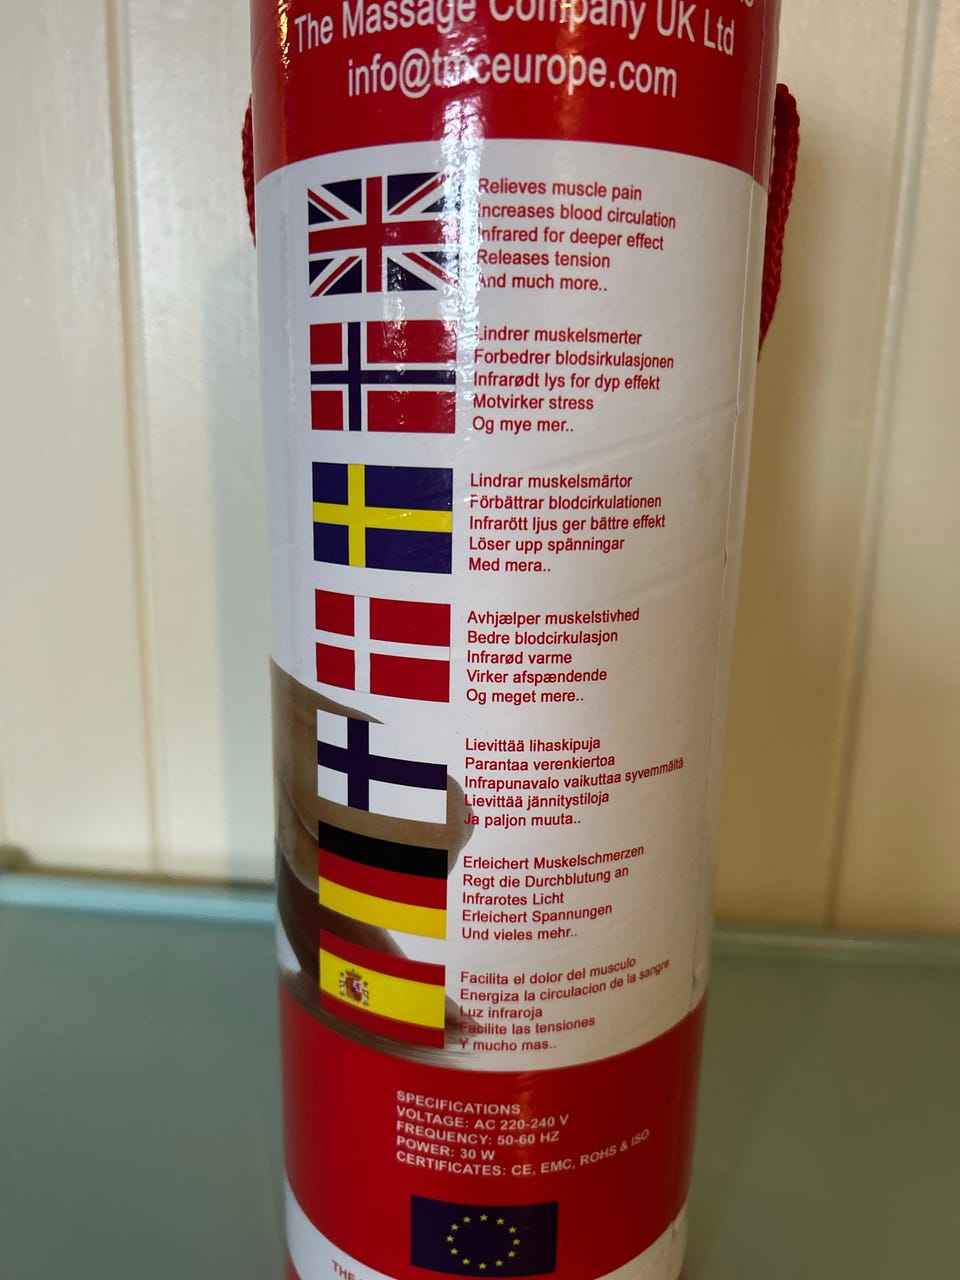 The Massage Company UK Ltd
info@tmceurope.com
Relieves muscle pain
Increases blood circulation
Infrared for deeper effect
Releases tension
And much more..
Lindrer muskelsmerter
Forbedrer blodsirkulasjonen
Infrarødt lys for dyp effekt
Motvirker stress
Og mye mer..
Lindrar muskelsmärtor
Förbättrar blodcirkulationen
Infrarött ljus ger bättre effekt
Löser upp spänningar
Med mera..
Avhjælper muskelstivhed
Bedre blodcirkulasjon
Infrarød varme
Virker afspændende
Og meget mere..
Lievittää lihaskipuja
Parantaa verenkiertoa
Infrapunavalo vaikuttaa syvemmältä
Lievittää jännitystiloja
Ja paljon muuta..
Erleichert Muskelschmerzen
Regt die Durchblutung an
Infrarotes Licht
Erleichert Spannungen
Und vieles mehr..
Facilita el dolor del musculo
Energiza la circulacion de la sangre
Luz infraroja
Facilite las tensiones
Y mucho mas..
SPECIFICATIONS
VOLTAGE: AC 220-240 V
FREQUENCY: 50-60 HZ
POWER: 30 W
CERTIFICATES: CE, EMC, ROHS & ISO